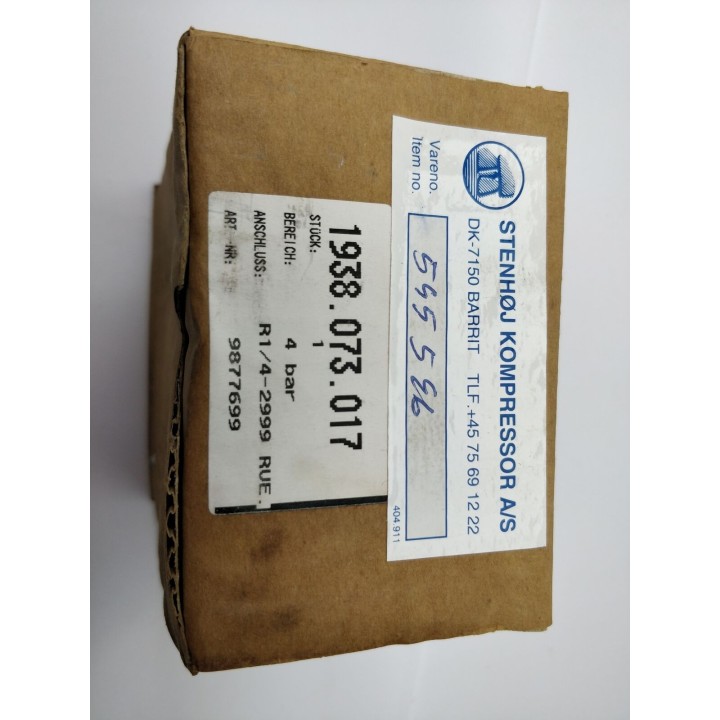 STENHØJ KOMPRESSOR A/S
DK-7150 BARRIT TLF.+45 75 69 12 22
Vareno.
Item no.
404 911
1938.073.017
STÜCK: 1
BEREICH: 4 bar
ANSCHLUSS: R1/4-2999 RUE.
ART.-NR: 9877699